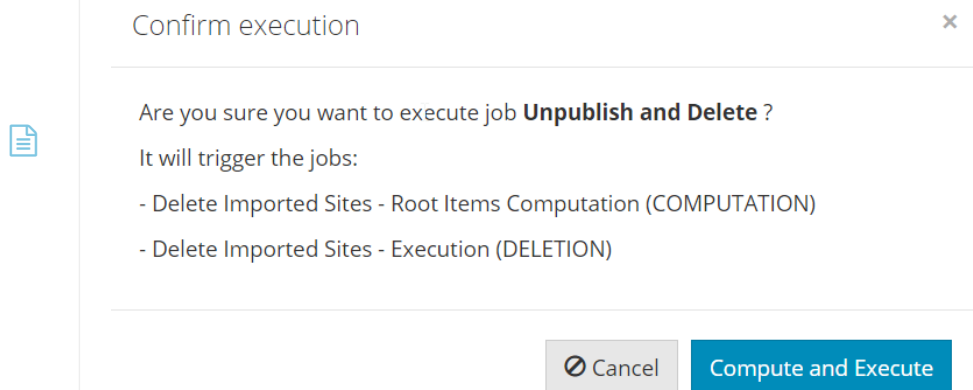 Confirm execution
×
Are you sure you want to execute job Unpublish and Delete ?
It will trigger the jobs:
- Delete Imported Sites - Root Items Computation (COMPUTATION)
- Delete Imported Sites - Execution (DELETION)
Cancel
Compute and Execute